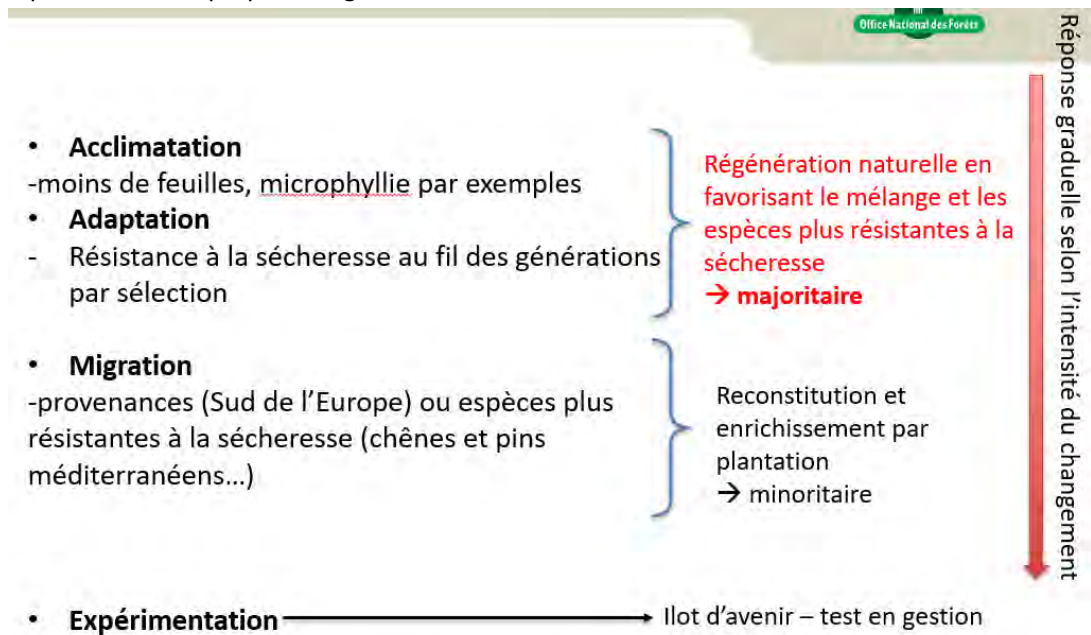 Office National des Forêts
• Acclimatation
-moins de feuilles, microphyllie par exemples
• Adaptation
- Résistance à la sécheresse au fil des générations
par sélection
Régénération naturelle en
favorisant le mélange et les
espèces plus résistantes à la
sécheresse
→ majoritaire
• Migration
-provenances (Sud de l'Europe) ou espèces plus
résistantes à la sécheresse (chênes et pins
méditerranéens...)
Reconstitution et
enrichissement par
plantation
→ minoritaire
• Expérimentation
Ilot d'avenir – test en gestion
Réponse graduelle selon l'intensité du changement